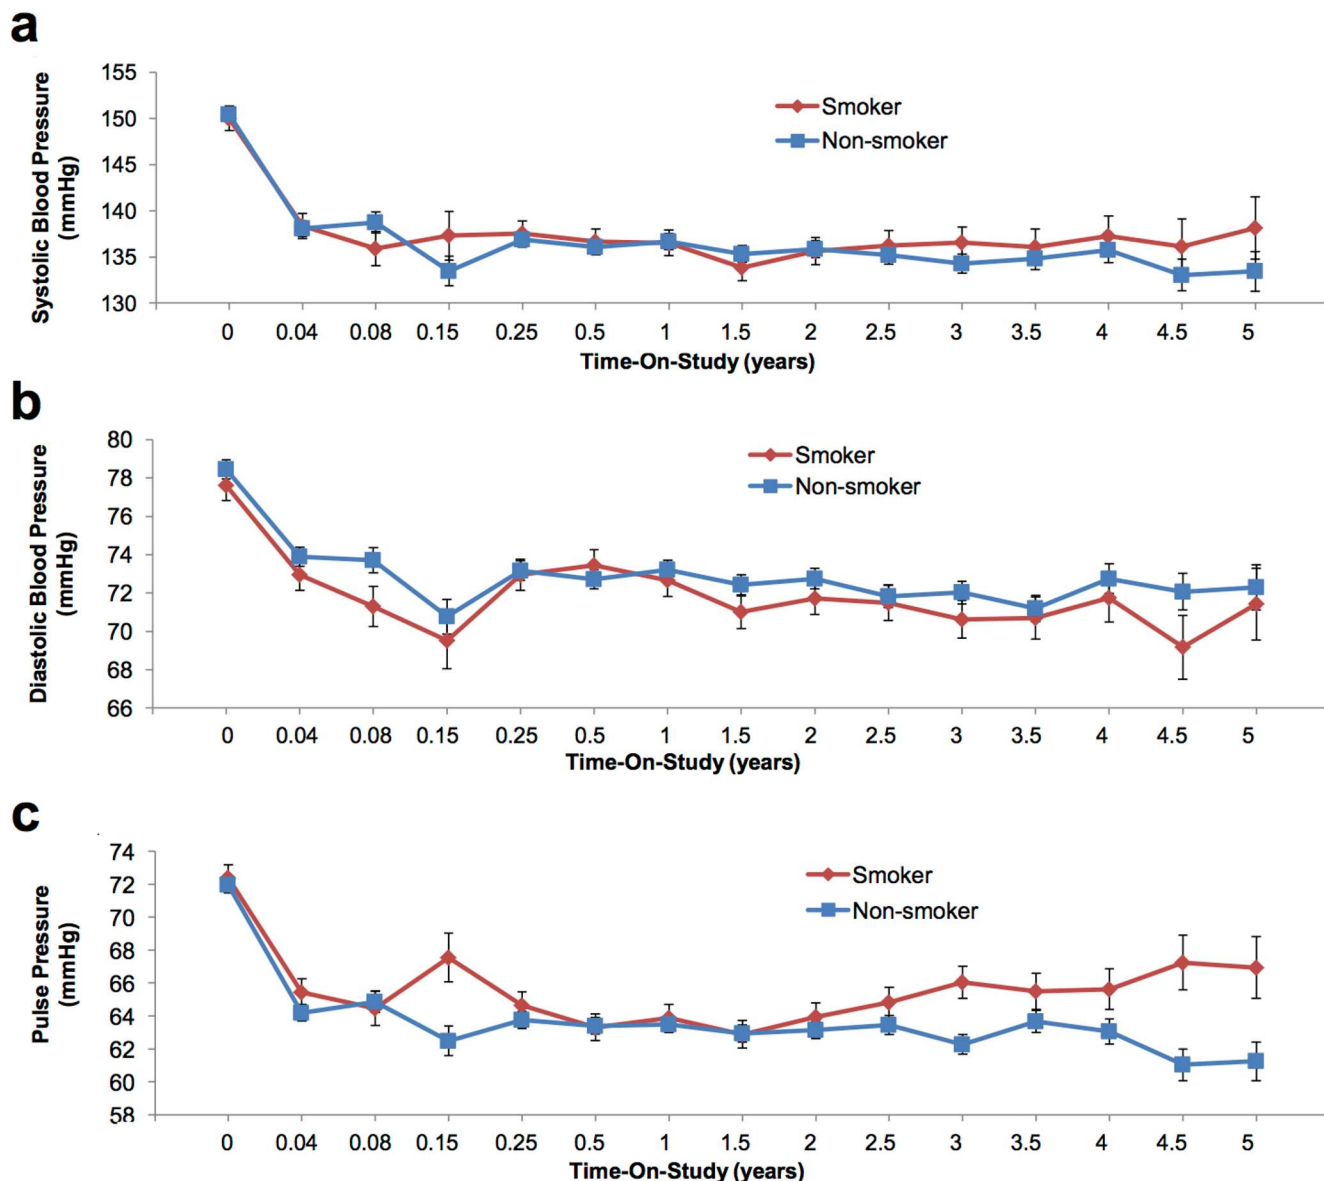 a
155
150
145
140
135
130
Systolic Blood Pressure
(mmHg)
Smoker
Non-smoker
0 0.04 0.08 0.15 0.25 0.5 1 1.5 2 2.5 3 3.5 4 4.5 5
Time-On-Study (years)
b
80
78
76
74
72
70
68
66
Diastolic Blood Pressure
(mmHg)
Smoker
Non-smoker
0 0.04 0.08 0.15 0.25 0.5 1 1.5 2 2.5 3 3.5 4 4.5 5
Time-On-Study (years)
c
74
72
70
68
66
64
62
60
58
Pulse Pressure
(mmHg)
Smoker
Non-smoker
0 0.04 0.08 0.15 0.25 0.5 1 1.5 2 2.5 3 3.5 4 4.5 5
Time-On-Study (years)